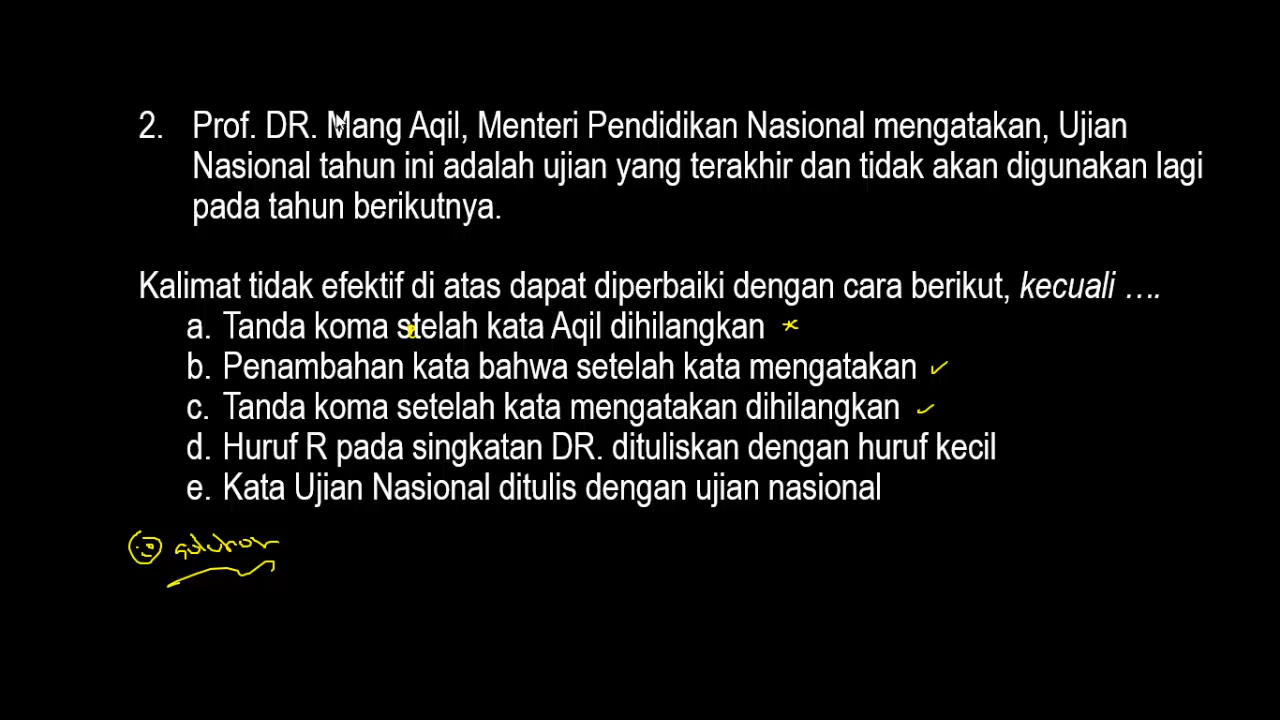 2. Prof. DR. Mang Aqil, Menteri Pendidikan Nasional mengatakan, Ujian
Nasional tahun ini adalah ujian yang terakhir dan tidak akan digunakan lagi
pada tahun berikutnya.
Kalimat tidak efektif di atas dapat diperbaiki dengan cara berikut, kecuali ….
a. Tanda koma stelah kata Aqil dihilangkan
b. Penambahan kata bahwa setelah kata mengatakan
c. Tanda koma setelah kata mengatakan dihilangkan
d. Huruf R pada singkatan DR. dituliskan dengan huruf kecil
e. Kata Ujian Nasional ditulis dengan ujian nasional